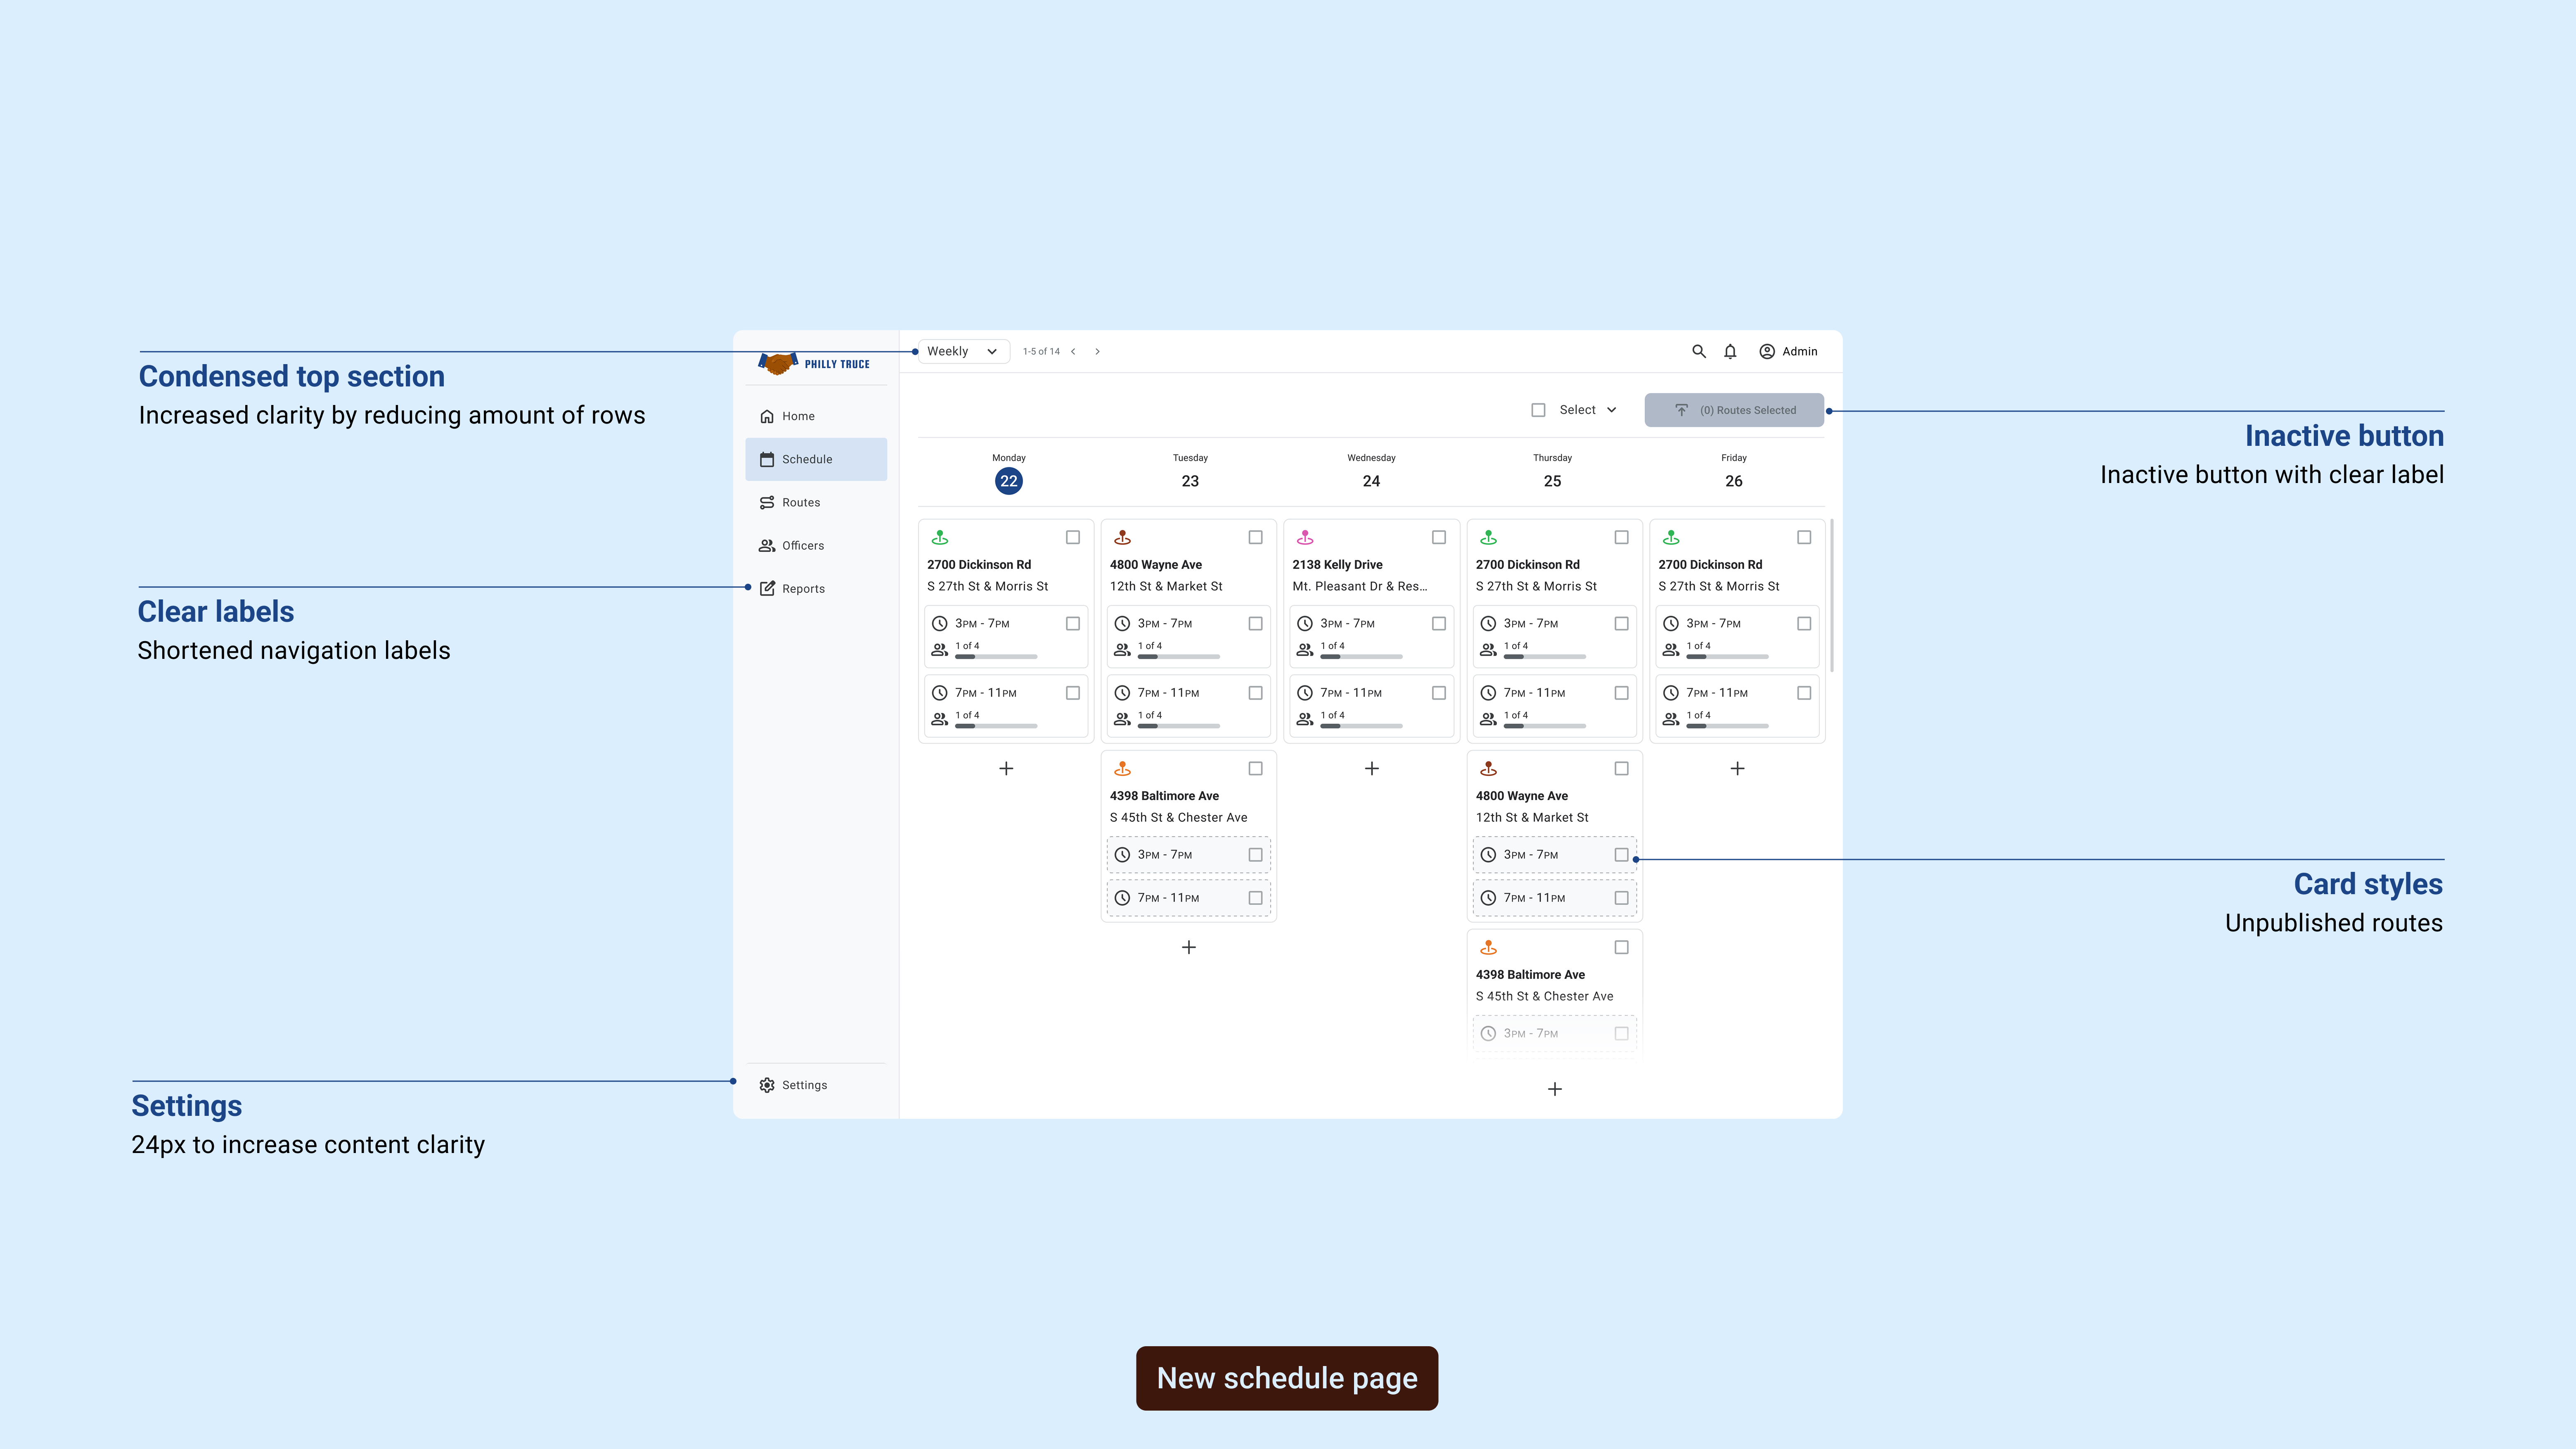 Condensed top section
Increased clarity by reducing amount of rows
Clear labels
Shortened navigation labels
Settings
24px to increase content clarity
PHILLY TRUCE
Home
Schedule
Routes
Officers
Reports
Settings
Weekly
1-5 of 14
Admin
Select
(0) Routes Selected
Monday
22
Tuesday
23
Wednesday
24
Thursday
25
Friday
26
2700 Dickinson Rd
S 27th St & Morris St
3PM - 7PM
1 of 4
7PM - 11PM
1 of 4
4800 Wayne Ave
12th St & Market St
3PM - 7PM
1 of 4
7PM - 11PM
1 of 4
4398 Baltimore Ave
S 45th St & Chester Ave
3PM - 7PM
7PM - 11PM
2138 Kelly Drive
Mt. Pleasant Dr & Res...
3PM - 7PM
1 of 4
7PM - 11PM
1 of 4
2700 Dickinson Rd
S 27th St & Morris St
3PM - 7PM
1 of 4
7PM - 11PM
1 of 4
4800 Wayne Ave
12th St & Market St
3PM - 7PM
7PM - 11PM
4398 Baltimore Ave
S 45th St & Chester Ave
3PM - 7PM
2700 Dickinson Rd
S 27th St & Morris St
3PM - 7PM
1 of 4
7PM - 11PM
1 of 4
Inactive button
Inactive button with clear label
Card styles
Unpublished routes
New schedule page